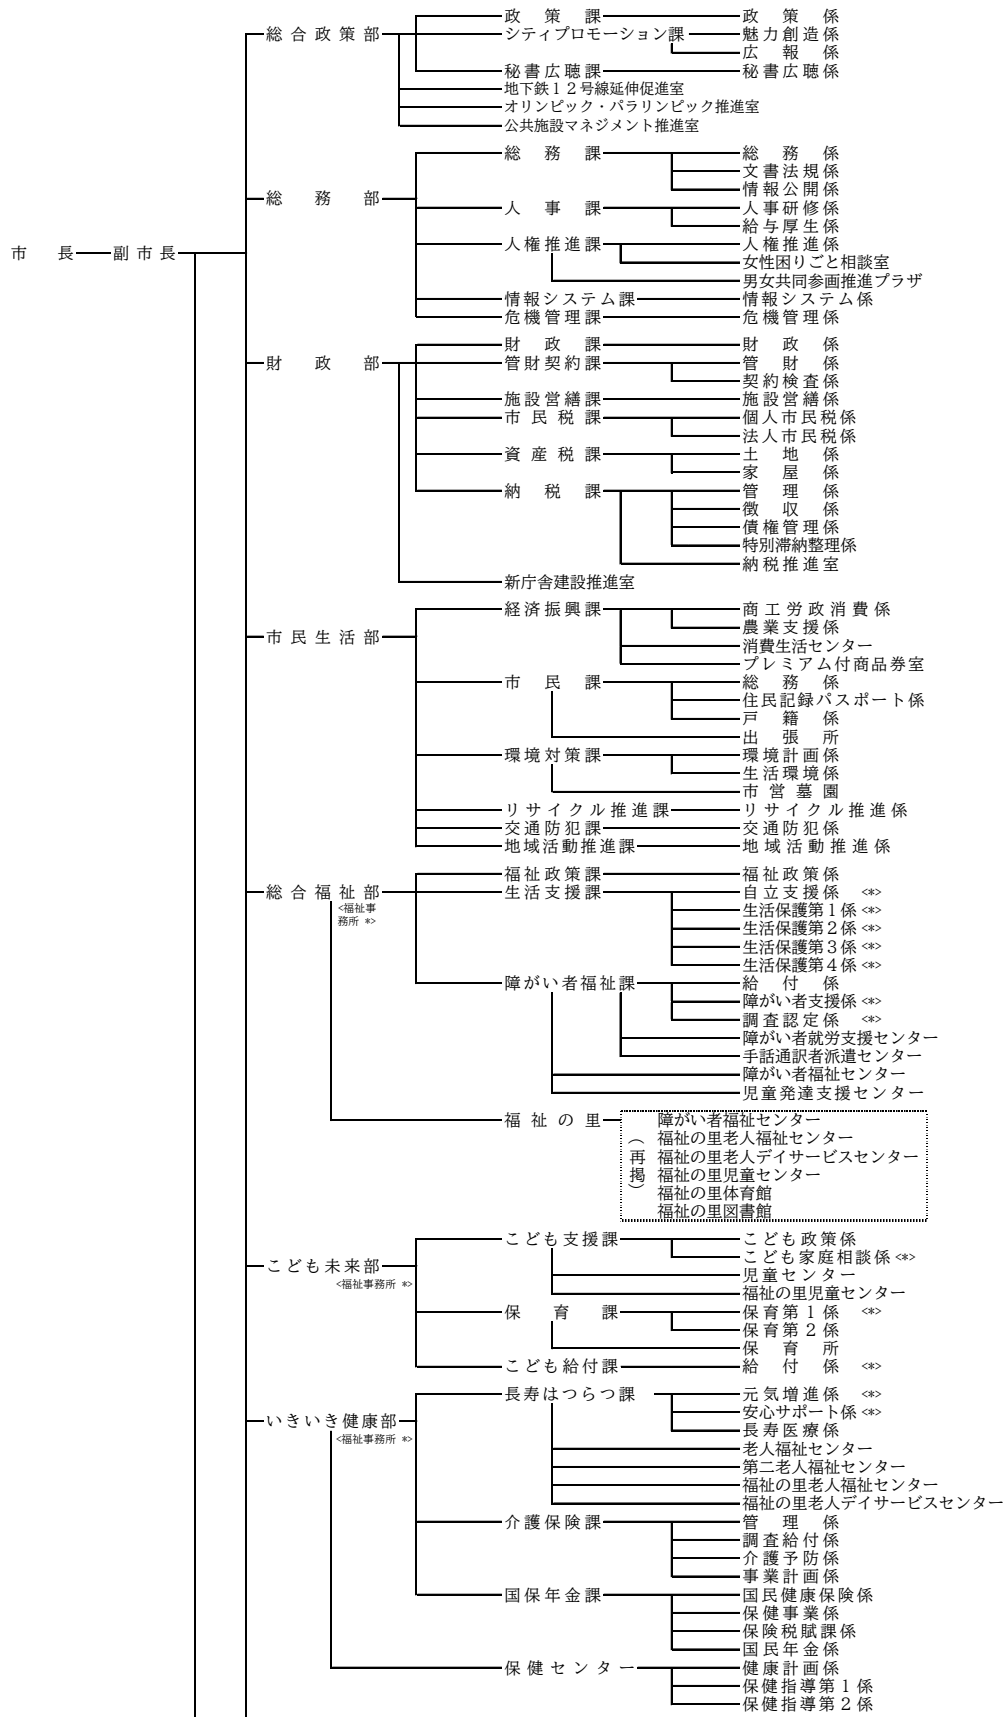 政策課 政策係
総合政策部 シティプロモーション課 魅力創造係
広報係
秘書広聴課 秘書広聴係
地下鉄１２号線延伸促進室
オリンピック・パラリンピック推進室
公共施設マネジメント推進室
総務課 総務係
文書法規係
情報公開係
総務部
人事課 人事研修係
給与厚生係
市長 副市長 人権推進課 人権推進係
女性困りごと相談室
男女共同参画推進プラザ
情報システム課 情報システム係
危機管理課 危機管理係
財政課 財政係
財政部 管財契約課 管財係
契約検査係
施設営繕課 施設営繕係
市民税課 個人市民税係
法人市民税係
資産税課 土地係
家屋係
納税課 管理係
徴収係
債権管理係
特別滞納整理係
納税推進室
新庁舎建設推進室
経済振興課 商工労政消費係
農業支援係
市民生活部
消費生活センター
プレミアム付商品券室
市民課 総務係
住民記録パスポート係
戸籍係
出張所
環境対策課 環境計画係
生活環境係
市営墓園
リサイクル推進課 リサイクル推進係
交通防犯課 交通防犯係
地域活動推進課 地域活動推進係
福祉政策課 福祉政策係
総合福祉部 生活支援課 自立支援係 <*>
<福祉事
務所 *>
生活保護第１係 <*>
生活保護第２係 <*>
生活保護第３係 <*>
生活保護第４係 <*>
障がい者福祉課 給付係
障がい者支援係 <*>
調査認定係 <*>
障がい者就労支援センター
手話通訳者派遣センター
障がい者福祉センター
児童発達支援センター
福祉の里 障がい者福祉センター
（再掲）
福祉の里老人福祉センター
福祉の里老人デイサービスセンター
福祉の里児童センター
福祉の里体育館
福祉の里図書館
こども支援課 こども政策係
こども家庭相談係 <*>
こども未来部
<福祉事務所 *>
児童センター
福祉の里児童センター
保育課 保育第１係 <*>
保育第２係
保育所
こども給付課 給付係 <*>
長寿はつらつ課 元気増進係 <*>
安心サポート係 <*>
いきいき健康部
<福祉事務所 *>
長寿医療係
老人福祉センター
第二老人福祉センター
福祉の里老人福祉センター
福祉の里老人デイサービスセンター
介護保険課 管理係
調査給付係
介護予防係
事業計画係
国保年金課 国民健康保険係
保健事業係
保険税賦課係
国民年金係
保健センター 健康計画係
保健指導第１係
保健指導第２係